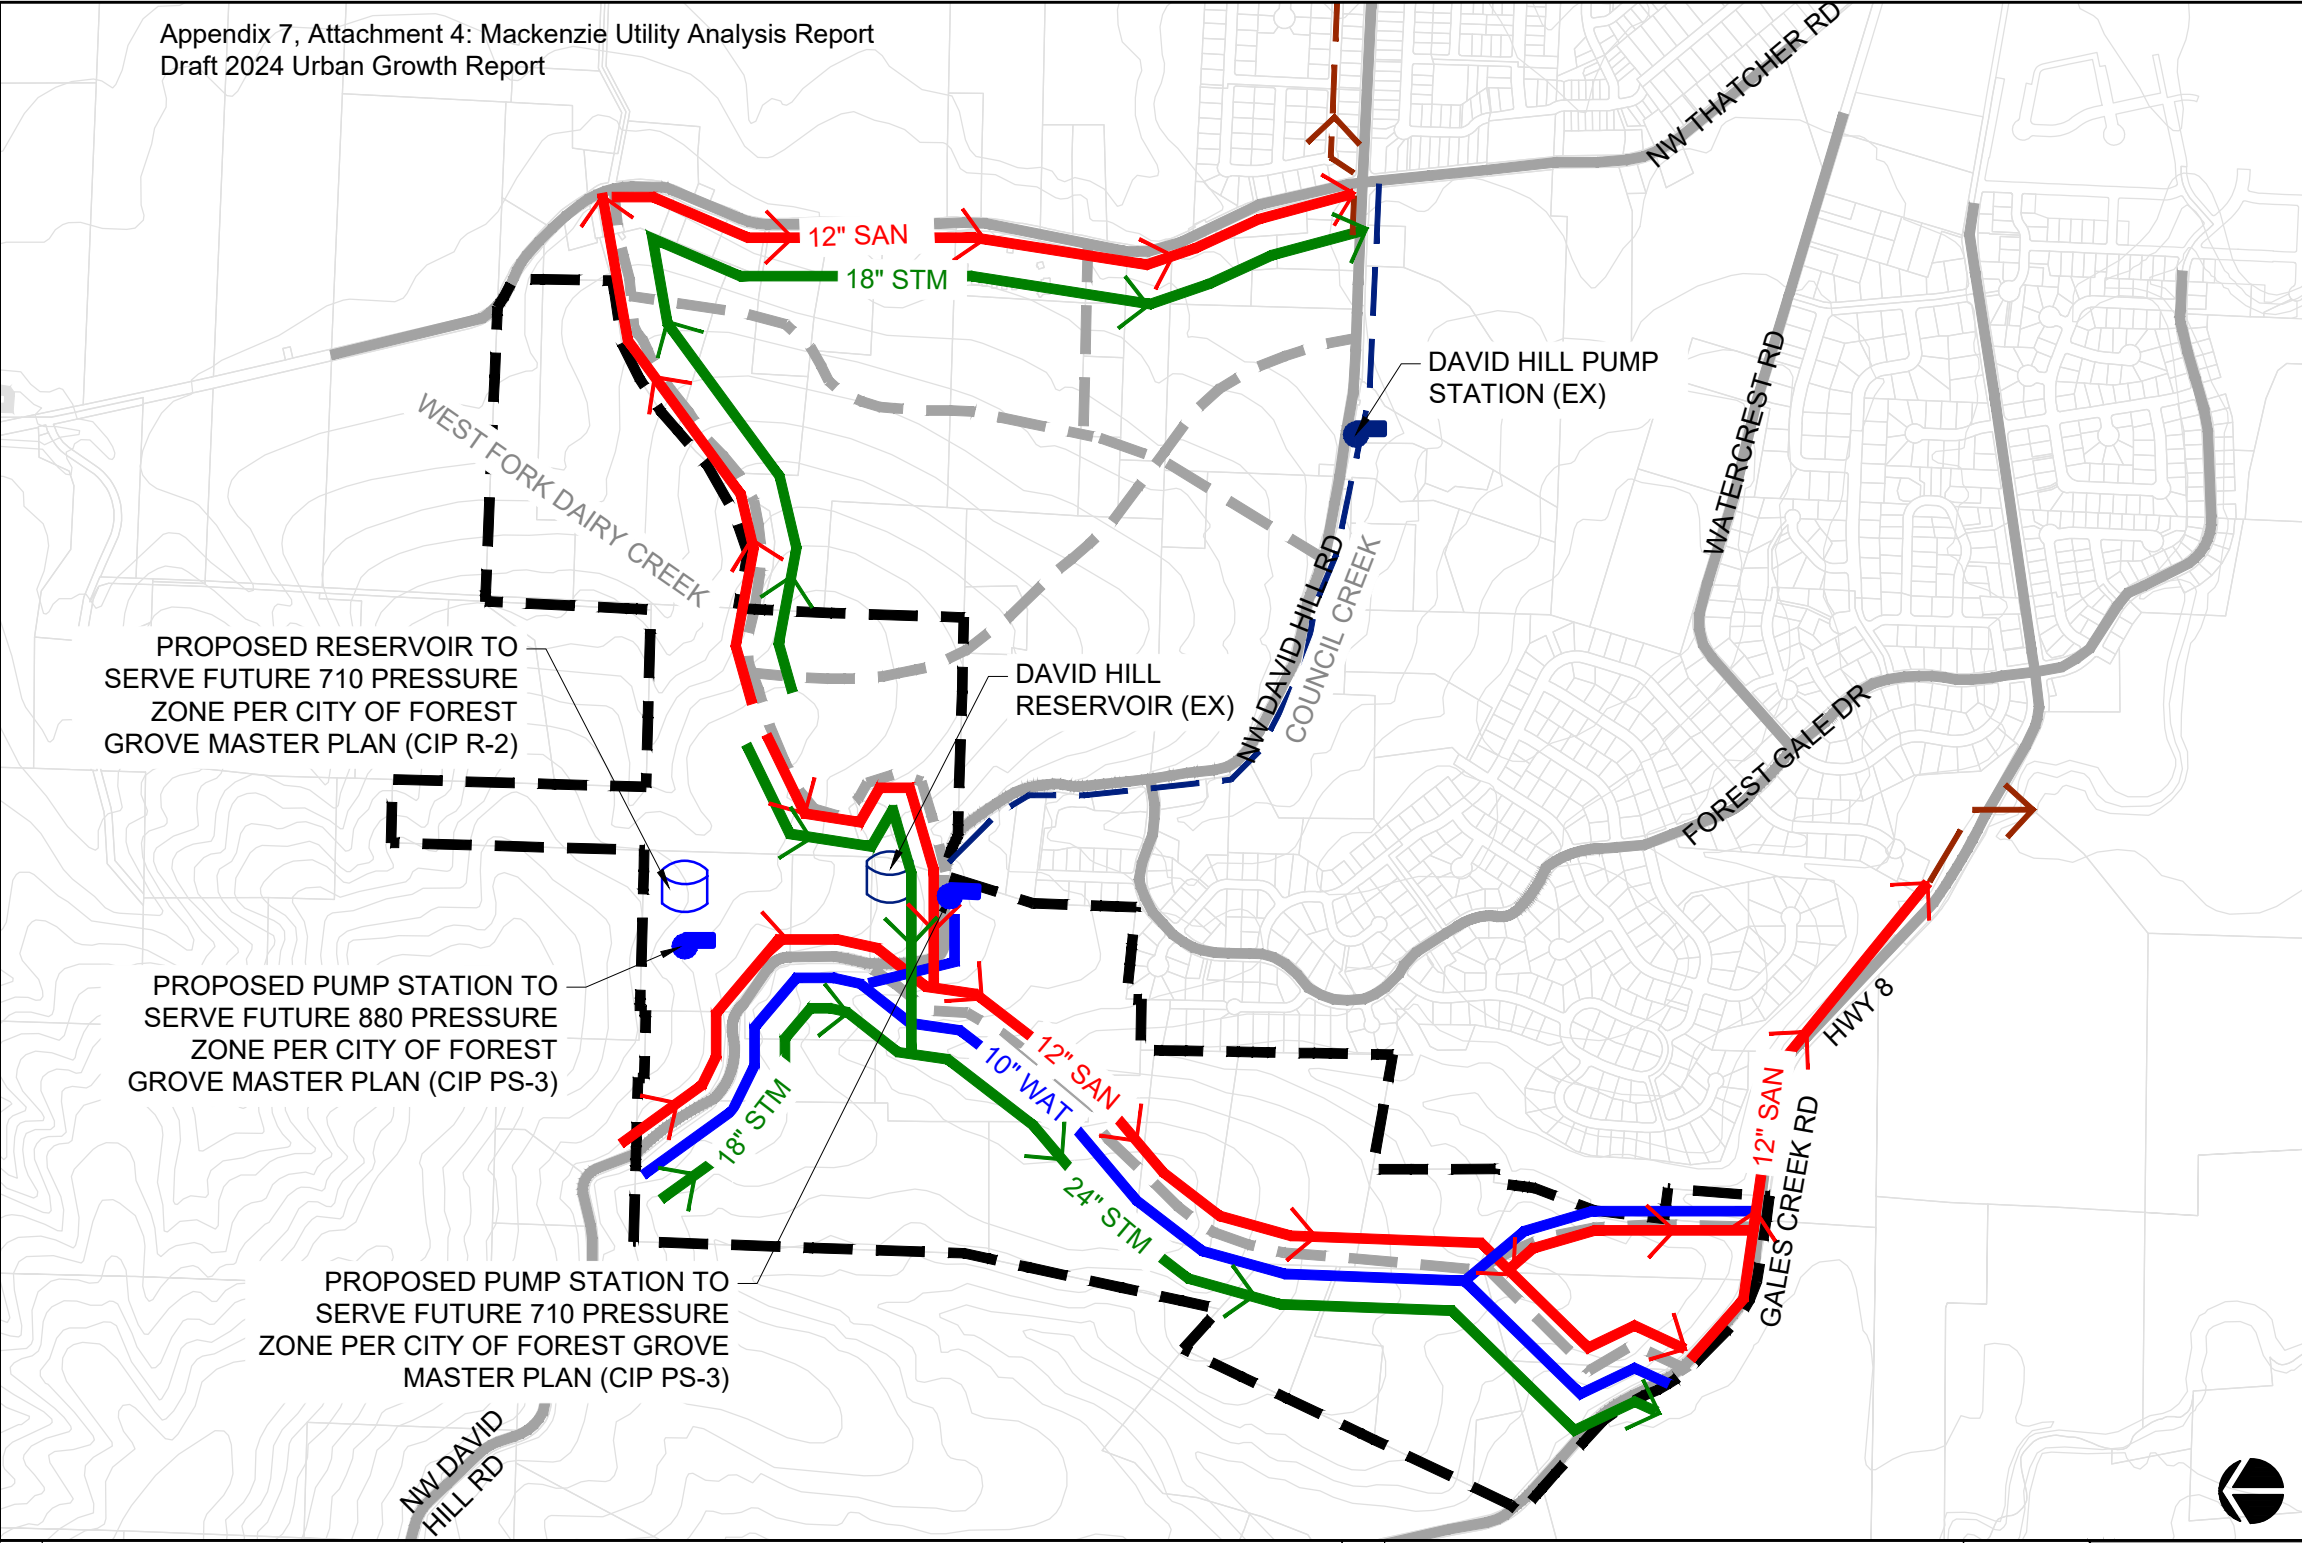 Appendix 7, Attachment 4: Mackenzie Utility Analysis Report
Draft 2024 Urban Growth Report
NW THATCHER RD
12" SAN
18" STM
DAVID HILL PUMP
STATION (EX)
WATERCREST RD
WEST FORK DAIRY CREEK
NW DAVID HILL RD
COUNCIL CREEK
PROPOSED RESERVOIR TO
SERVE FUTURE 710 PRESSURE
ZONE PER CITY OF FOREST
GROVE MASTER PLAN (CIP R-2)
DAVID HILL
RESERVOIR (EX)
FOREST GALE DR
PROPOSED PUMP STATION TO
SERVE FUTURE 880 PRESSURE
ZONE PER CITY OF FOREST
GROVE MASTER PLAN (CIP PS-3)
HWY 8
12" SAN
10" WAT
18" STM
12" SAN
GALES CREEK RD
24" STM
PROPOSED PUMP STATION TO
SERVE FUTURE 710 PRESSURE
ZONE PER CITY OF FOREST GROVE
MASTER PLAN (CIP PS-3)
NW DAVID
HILL RD